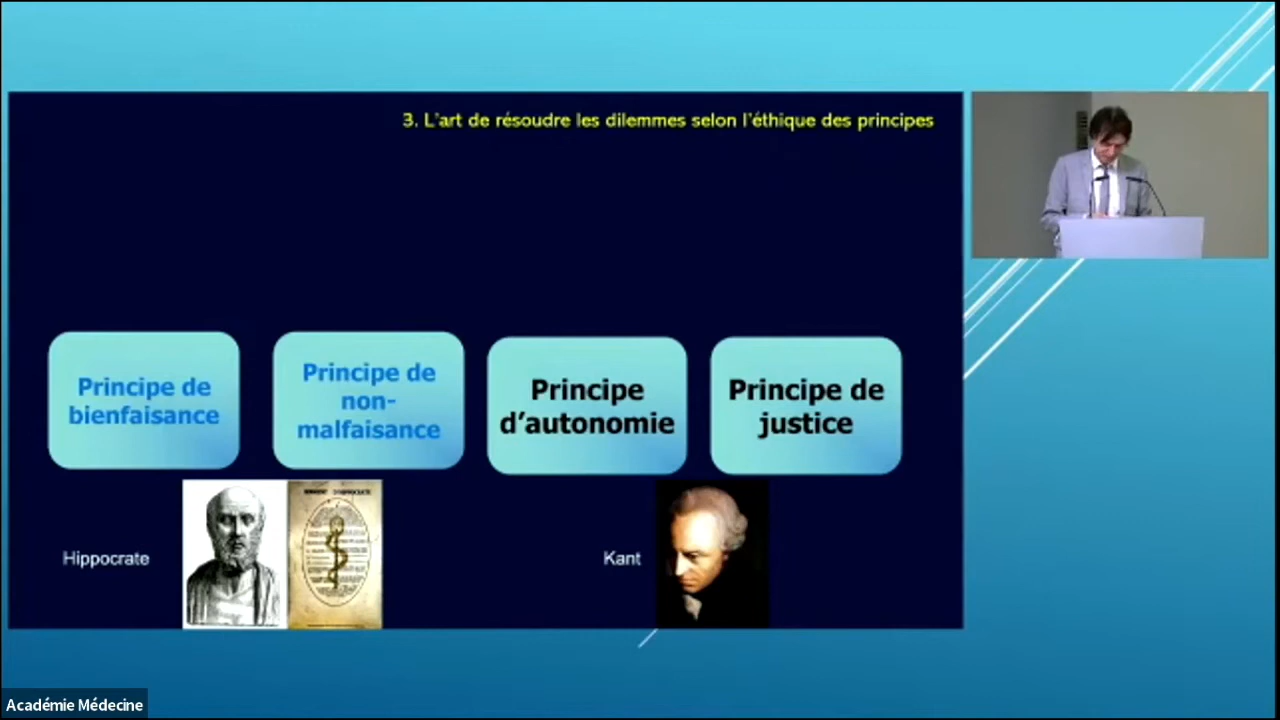 3. L'art de résoudre les dilemmes selon l'éthique des principes
Principe de
bienfaisance
Principe de
non-
malfaisance
Principe
d'autonomie
Principe de
justice
Hippocrate
Kant
Académie Médecine